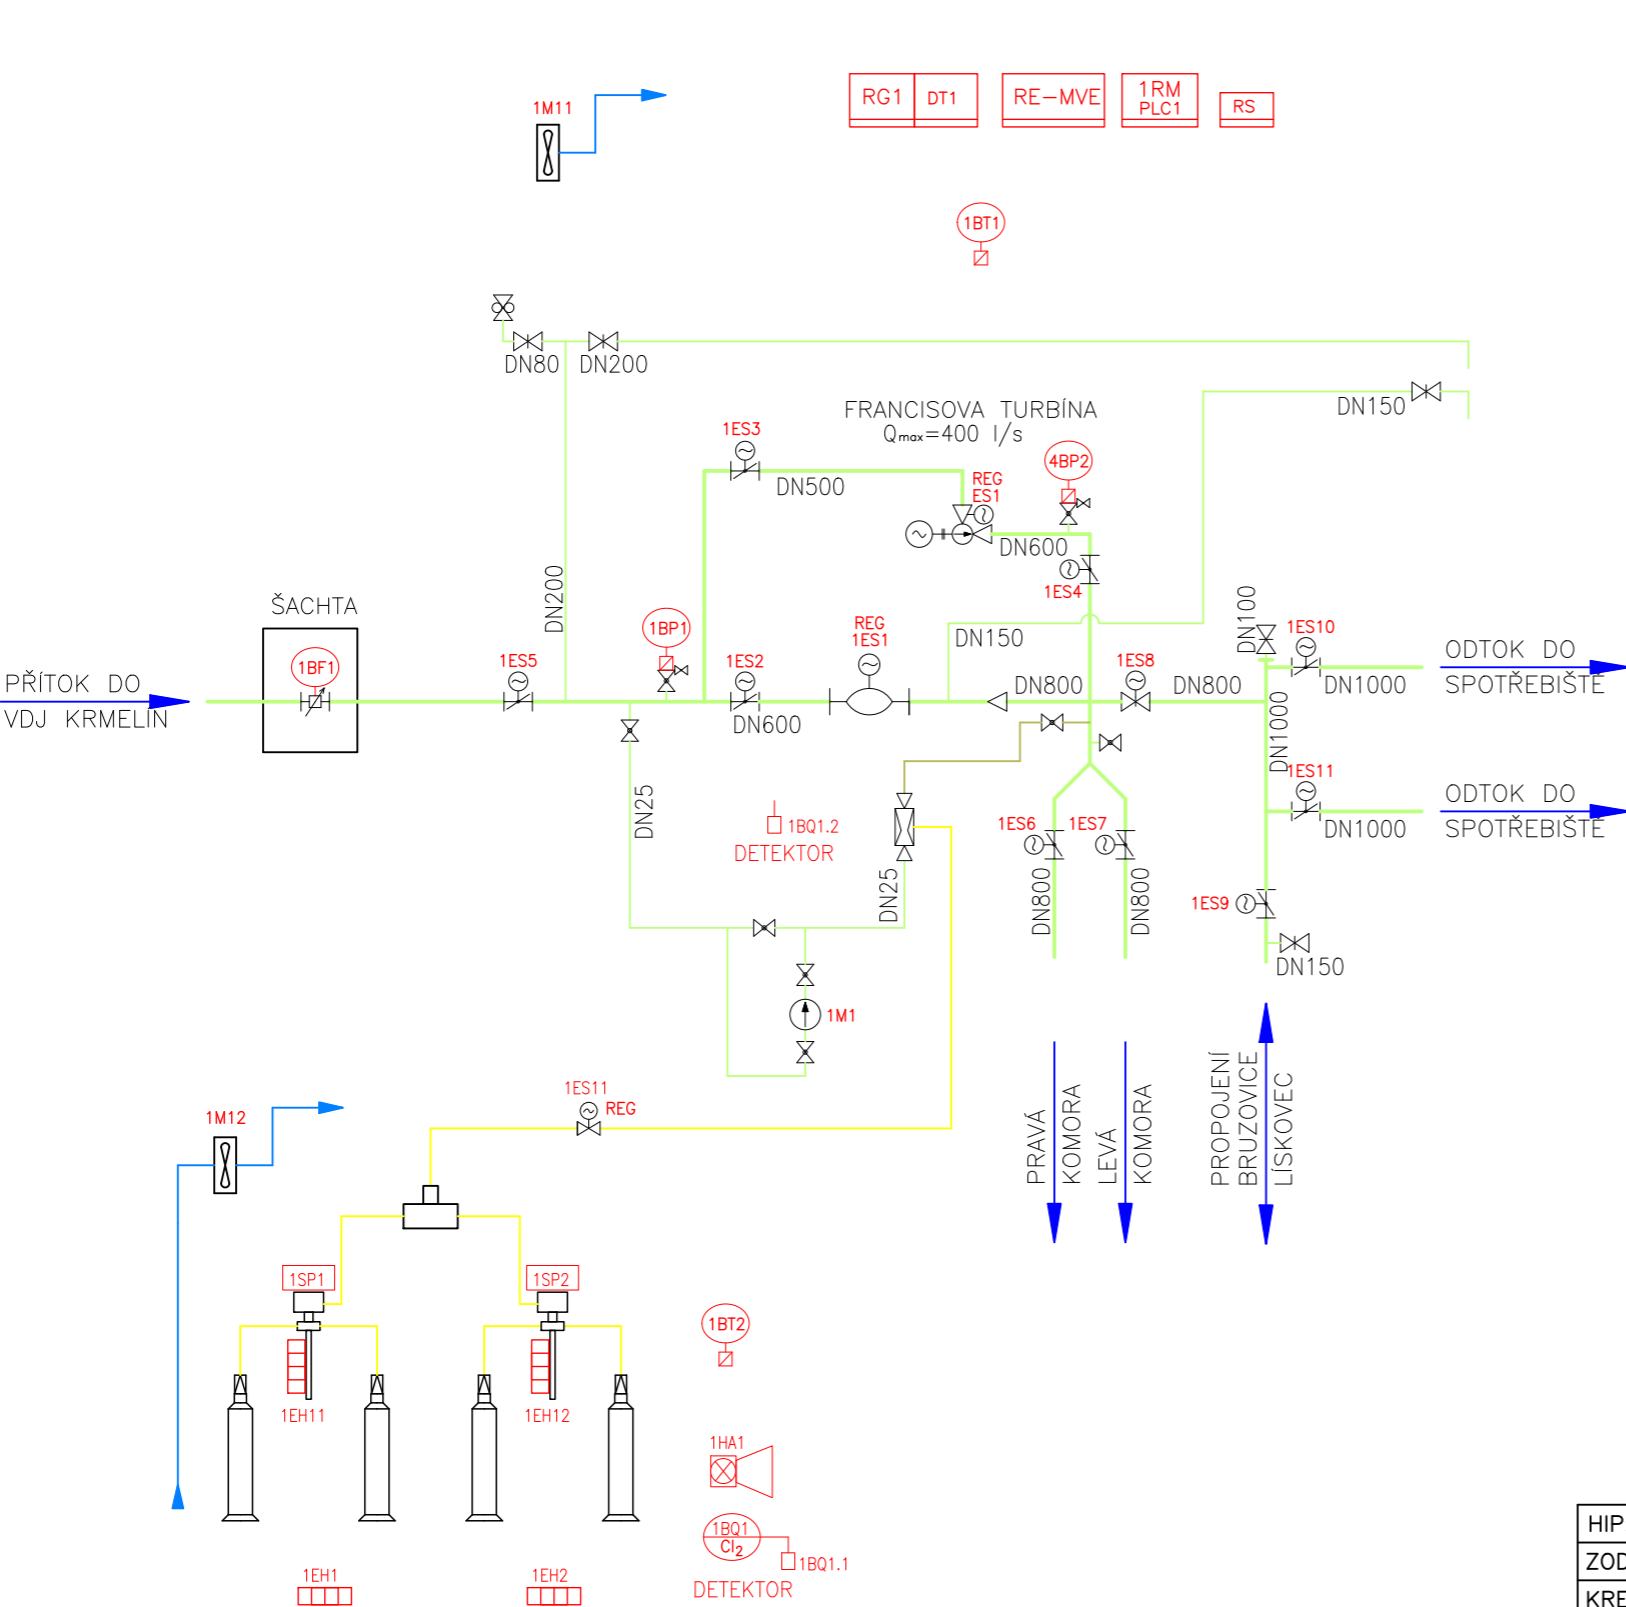 1M11
RG1
DT1
RE-MVE
1RM
PLC1
RS
1BT1
DN80
DN200
DN150
FRANCISOVA TURBÍNA
Qmax=400 l/s
1ES3
DN500
REG
ES1
4BP2
DN600
1ES4
DN200
ŠACHTA
1BF1
1ES5
1BP1
1ES2
DN600
REG
1ES1
DN150
DN800
1ES8
DN800
DN100
1ES10
DN1000
DN1000
1ES11
DN1000
PŘÍTOK DO
VDJ KRMELÍN
ODTOK DO
SPOTŘEBIŠTĚ
ODTOK DO
SPOTŘEBIŠTĚ
DN25
1BQ1.2
DETEKTOR
DN25
1ES6
1ES7
DN800
DN800
1ES9
DN150
1M1
1ES11
REG
1M12
PRAVÁ
KOMORA
LEVÁ
KOMORA
PROPOJENÍ
BRUZOVICE
LÍSKOVEC
1SP1
1SP2
1EH11
1EH12
1BT2
1HA1
1BQ1
Cl2
1BQ1.1
DETEKTOR
1EH1
1EH2
HIP
ZOD
KRE